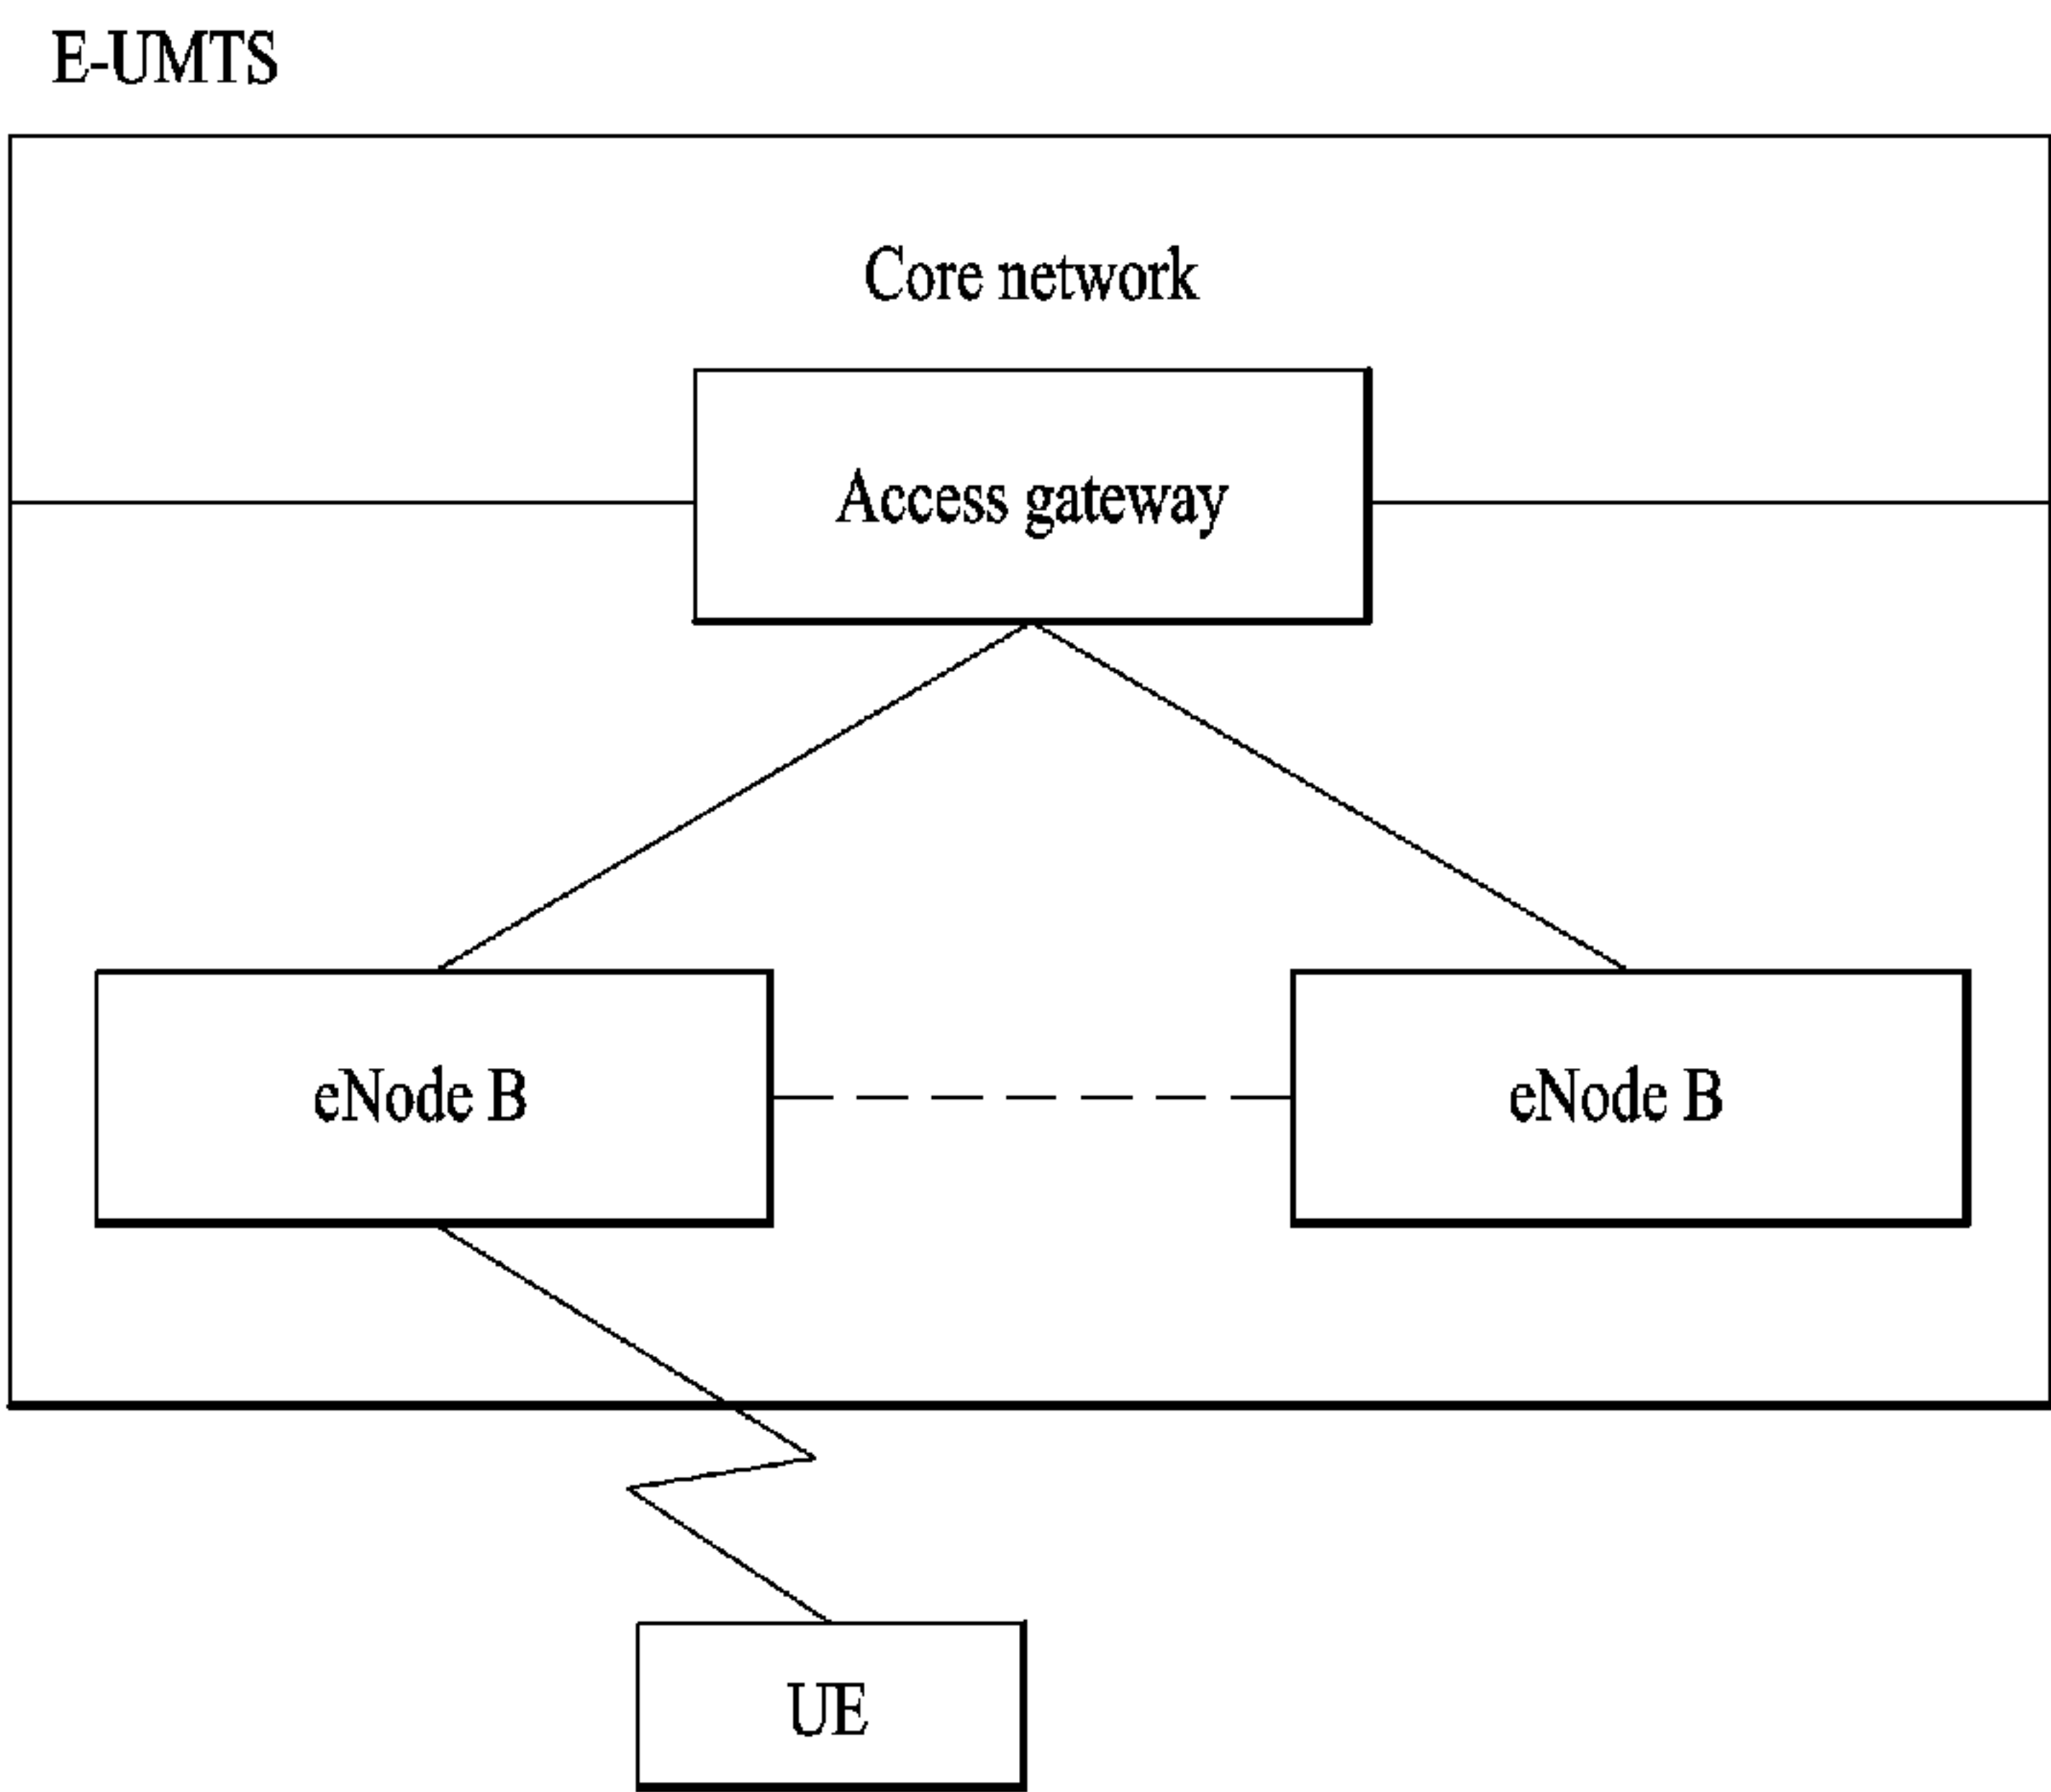 E-UMTS
Core network
Access gateway
eNode B
eNode B
UE